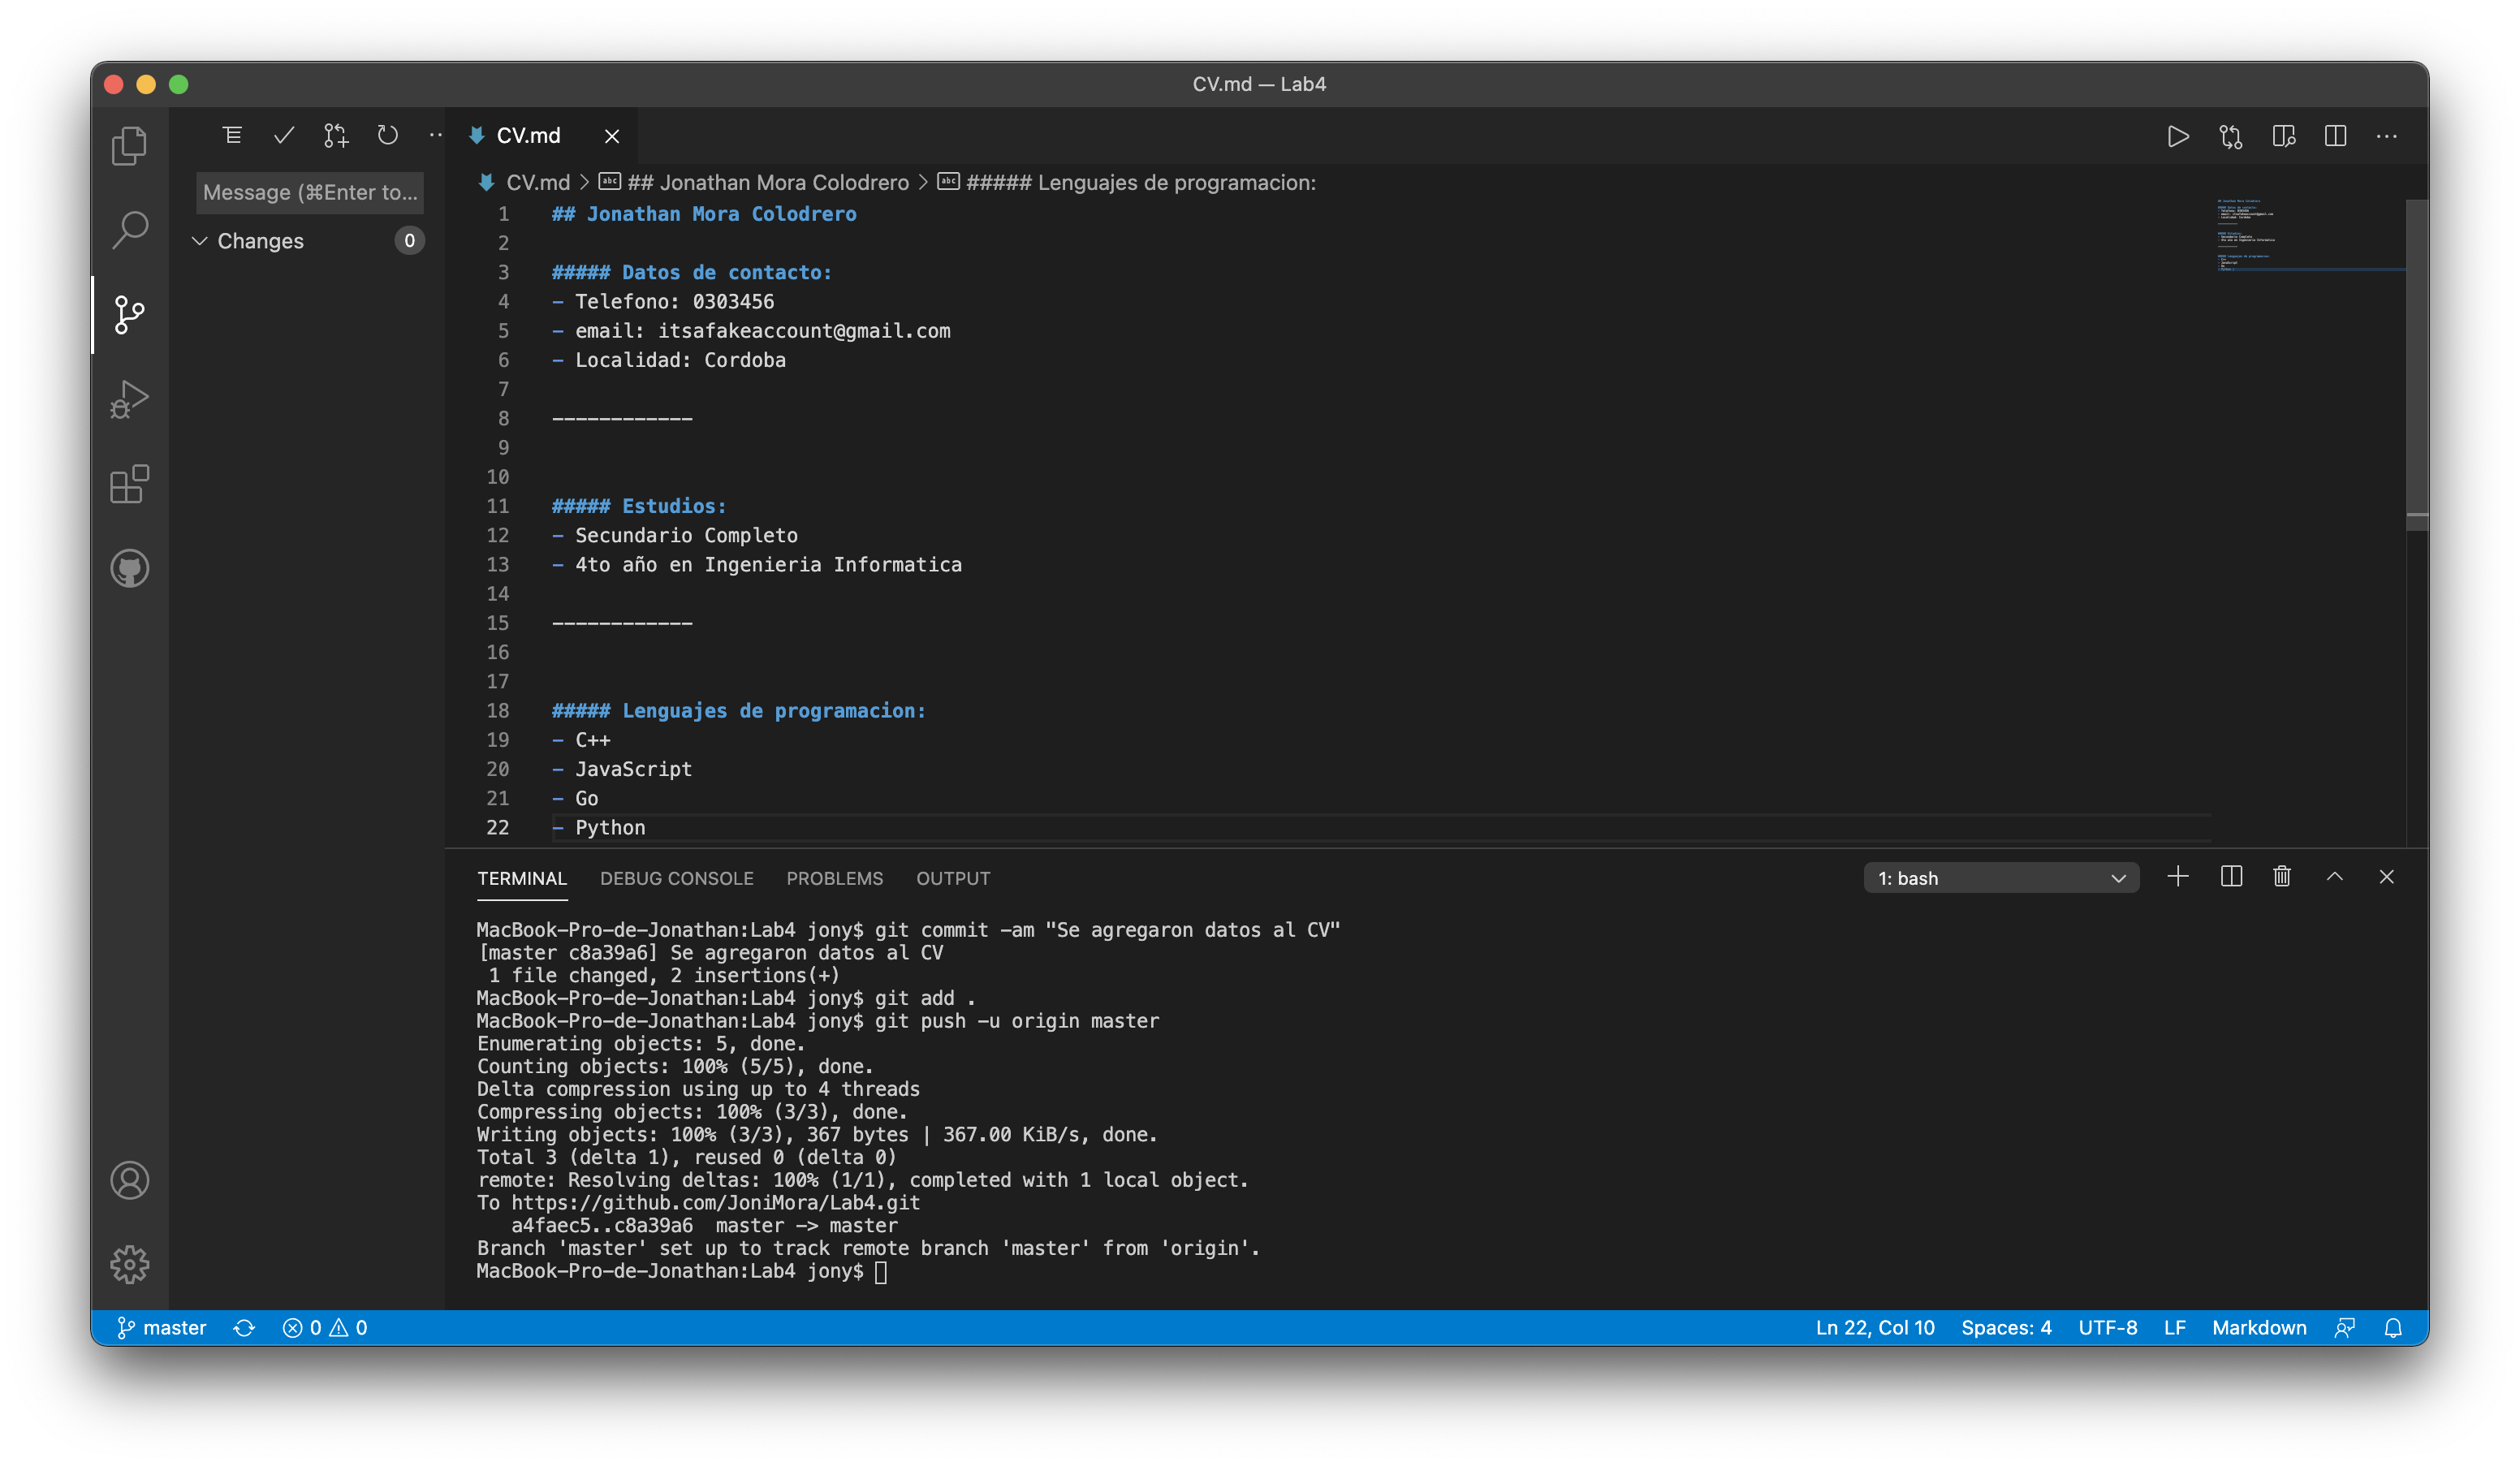 CV.md — Lab4
CV.md
Message (⌘Enter to...
Changes 0
CV.md > ## Jonathan Mora Colodrero > ##### Lenguajes de programacion:
1 ## Jonathan Mora Colodrero
2
3 ##### Datos de contacto:
4 - Telefono: 0303456
5 - email: itsafakeaccount@gmail.com
6 - Localidad: Cordoba
7
8 ------------
9
10
11 ##### Estudios:
12 - Secundario Completo
13 - 4to año en Ingenieria Informatica
14
15 ------------
16
17
18 ##### Lenguajes de programacion:
19 - C++
20 - JavaScript
21 - Go
22 - Python
TERMINAL DEBUG CONSOLE PROBLEMS OUTPUT 1: bash
MacBook-Pro-de-Jonathan:Lab4 jony$ git commit -am "Se agregaron datos al CV"
[master c8a39a6] Se agregaron datos al CV
1 file changed, 2 insertions(+)
MacBook-Pro-de-Jonathan:Lab4 jony$ git add .
MacBook-Pro-de-Jonathan:Lab4 jony$ git push -u origin master
Enumerating objects: 5, done.
Counting objects: 100% (5/5), done.
Delta compression using up to 4 threads
Compressing objects: 100% (3/3), done.
Writing objects: 100% (3/3), 367 bytes | 367.00 KiB/s, done.
Total 3 (delta 1), reused 0 (delta 0)
remote: Resolving deltas: 100% (1/1), completed with 1 local object.
To https://github.com/JoniMora/Lab4.git
a4faec5..c8a39a6 master -> master
Branch 'master' set up to track remote branch 'master' from 'origin'.
MacBook-Pro-de-Jonathan:Lab4 jony$
master 0 0 Ln 22, Col 10 Spaces: 4 UTF-8 LF Markdown